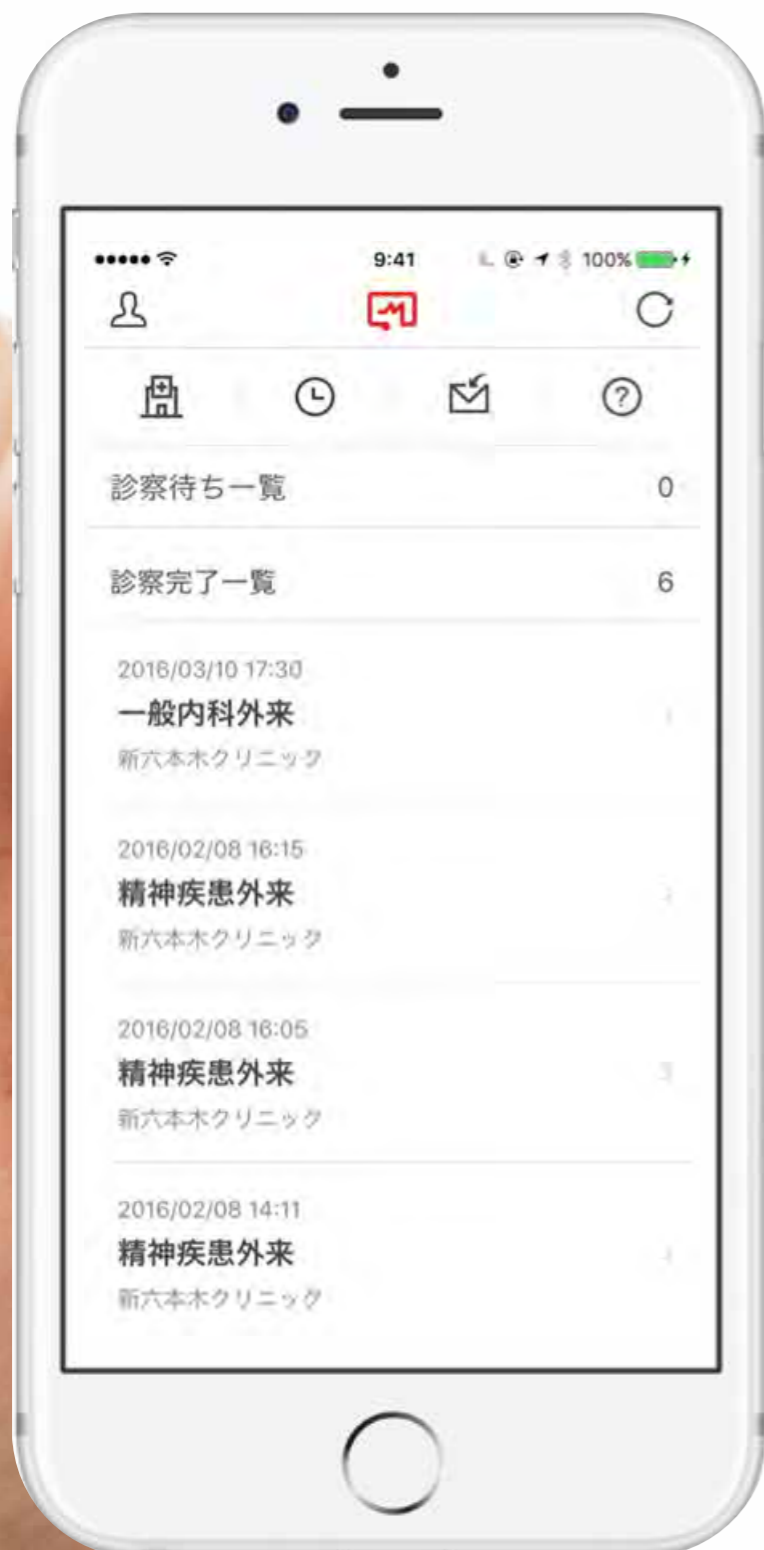 9:41 100%
診察待ち一覧 0
診察完了一覧 6
2016/03/10 17:30
一般内科外来
新六本木クリニック
2016/02/08 16:15
精神疾患外来
新六本木クリニック
2016/02/08 16:05
精神疾患外来
新六本木クリニック
2016/02/08 14:11
精神疾患外来
新六本木クリニック